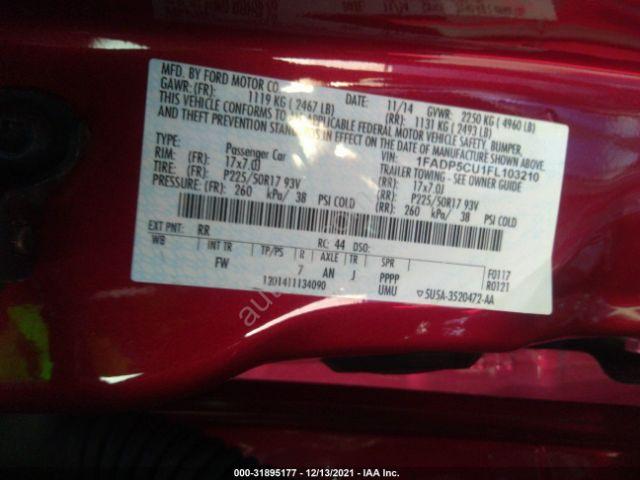 MFD. BY FORD MOTOR CO.
DATE: 11/14 GVWR: 2250 KG ( 4960 LB)
GAWR: (FR): 1119 KG ( 2467 LB) (RR): 1131 KG ( 2493 LB)
THIS VEHICLE CONFORMS TO ALL APPLICABLE FEDERAL MOTOR VEHICLE SAFETY, BUMPER,
AND THEFT PREVENTION STANDARDS IN EFFECT ON THE DATE OF MANUFACTURE SHOWN ABOVE.
VIN: 1FADP5CU1FL103210
TYPE: Passenger Car TRAILER TOWING - SEE OWNER GUIDE
RIM: (FR): 17x7.0J (RR): 17x7.0J
TIRE: (FR): P225/50R17 93V (RR): P225/50R17 93V
PRESSURE: (FR): 260 kPa/ 38 PSI COLD (RR): 260 kPa/ 38 PSI COLD
EXT PNT: RR RC: 44 DSO:
WB INT TR TP/PS R AXLE TR SPR
FW 7 AN J PPPP F0117
1201411134090 UMU R0121
5U5A-3520472-AA
000-31895177 - 12/13/2021 - IAA Inc.